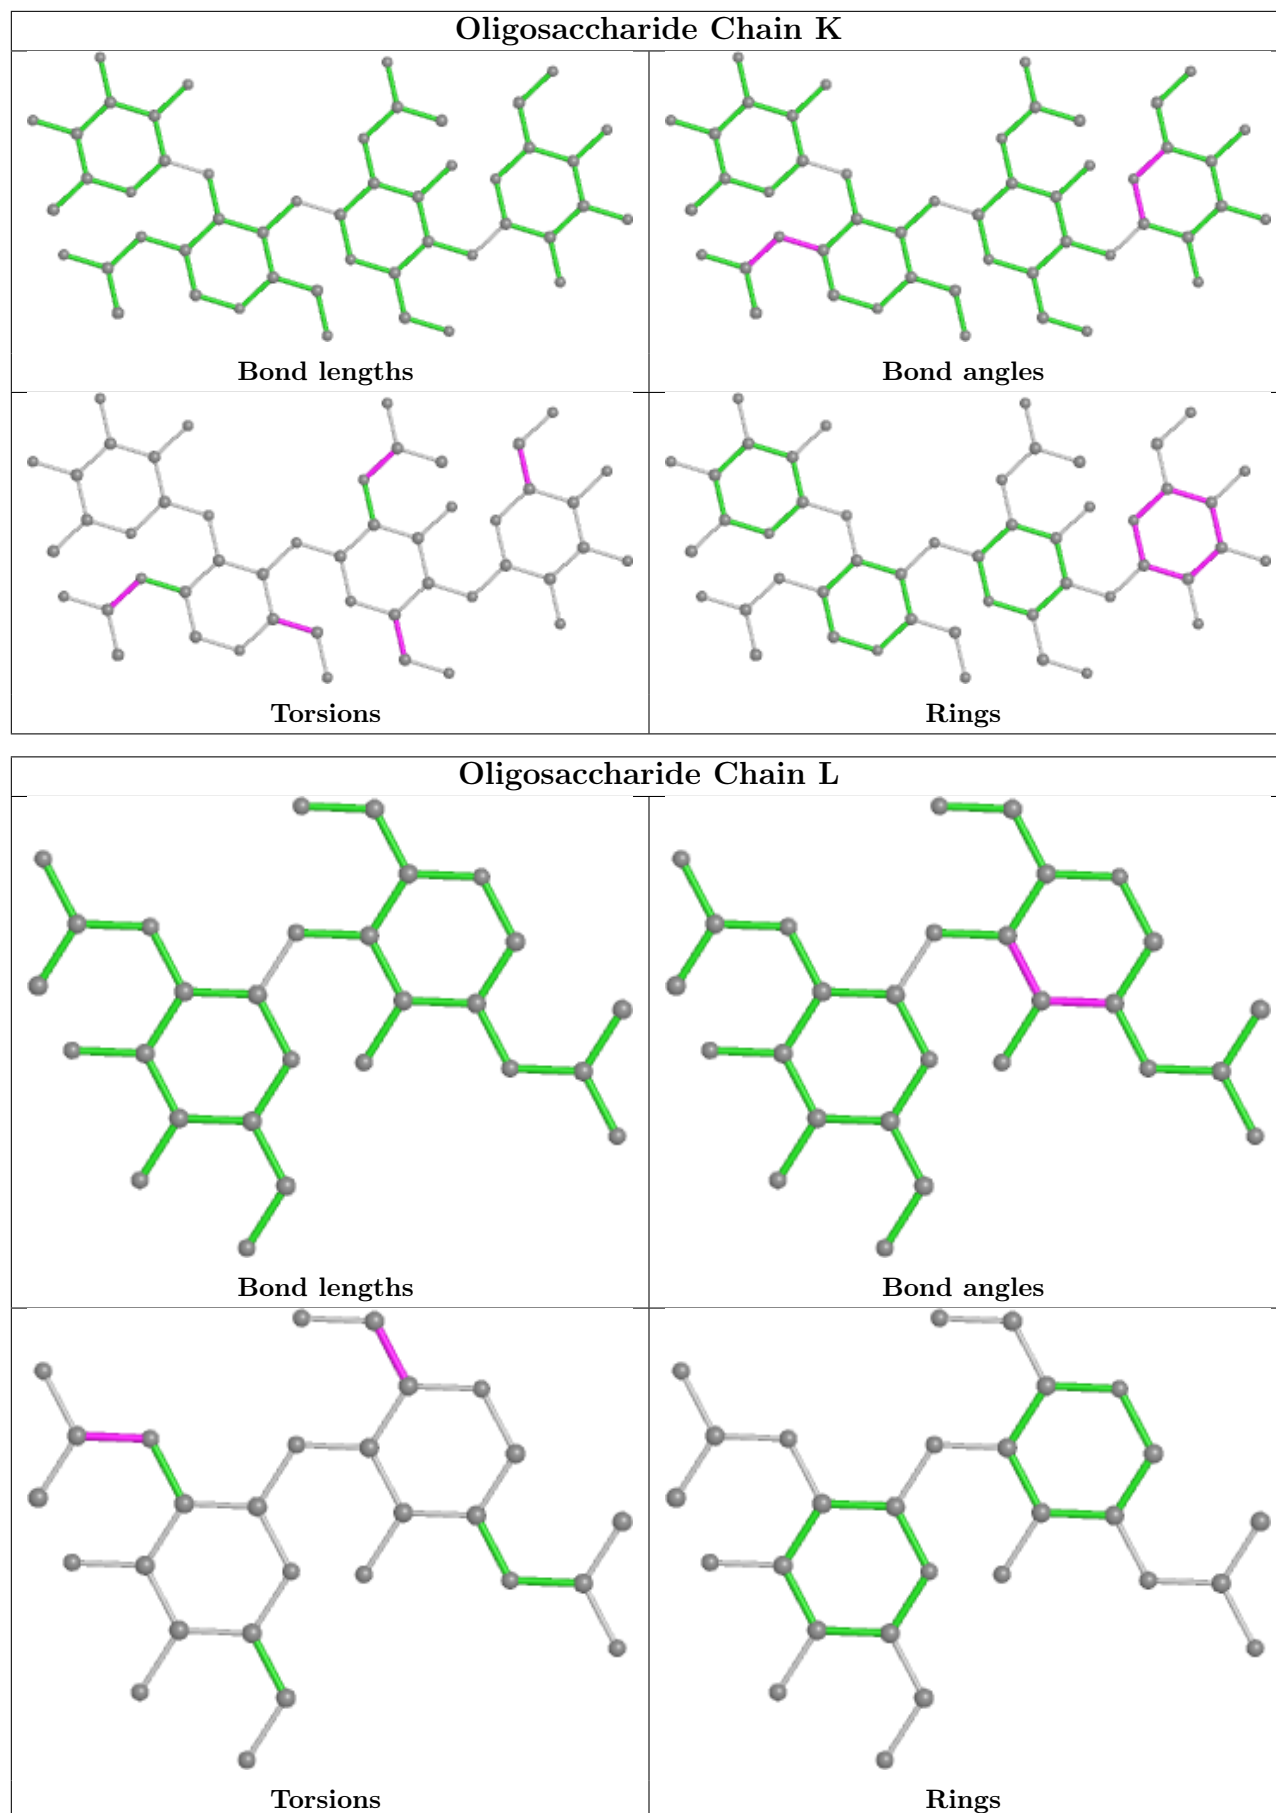 Oligosaccharide Chain K
Bond lengths
Bond angles
Torsions
Rings
Oligosaccharide Chain L
Bond lengths
Bond angles
Torsions
Rings